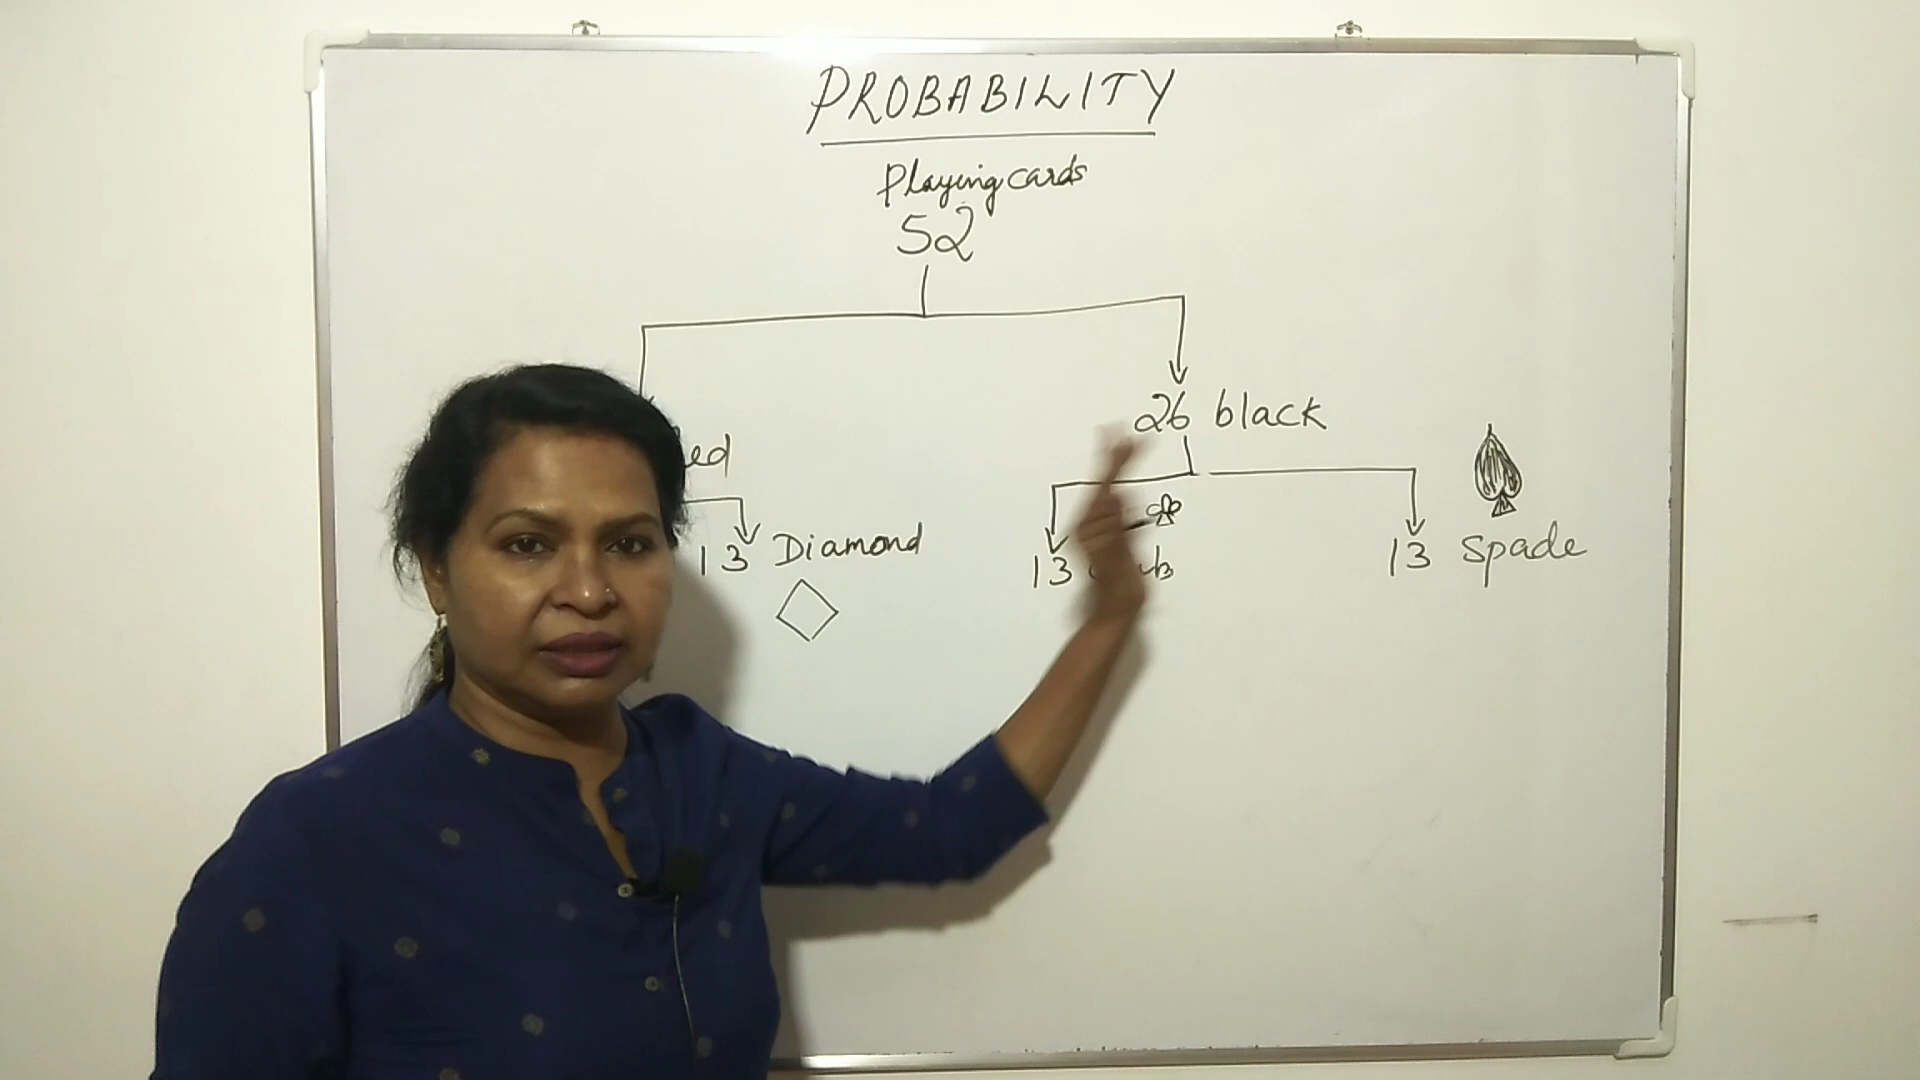 PROBABILITY
Playing cards
52
26 black
13 Diamond
13
13 Spade